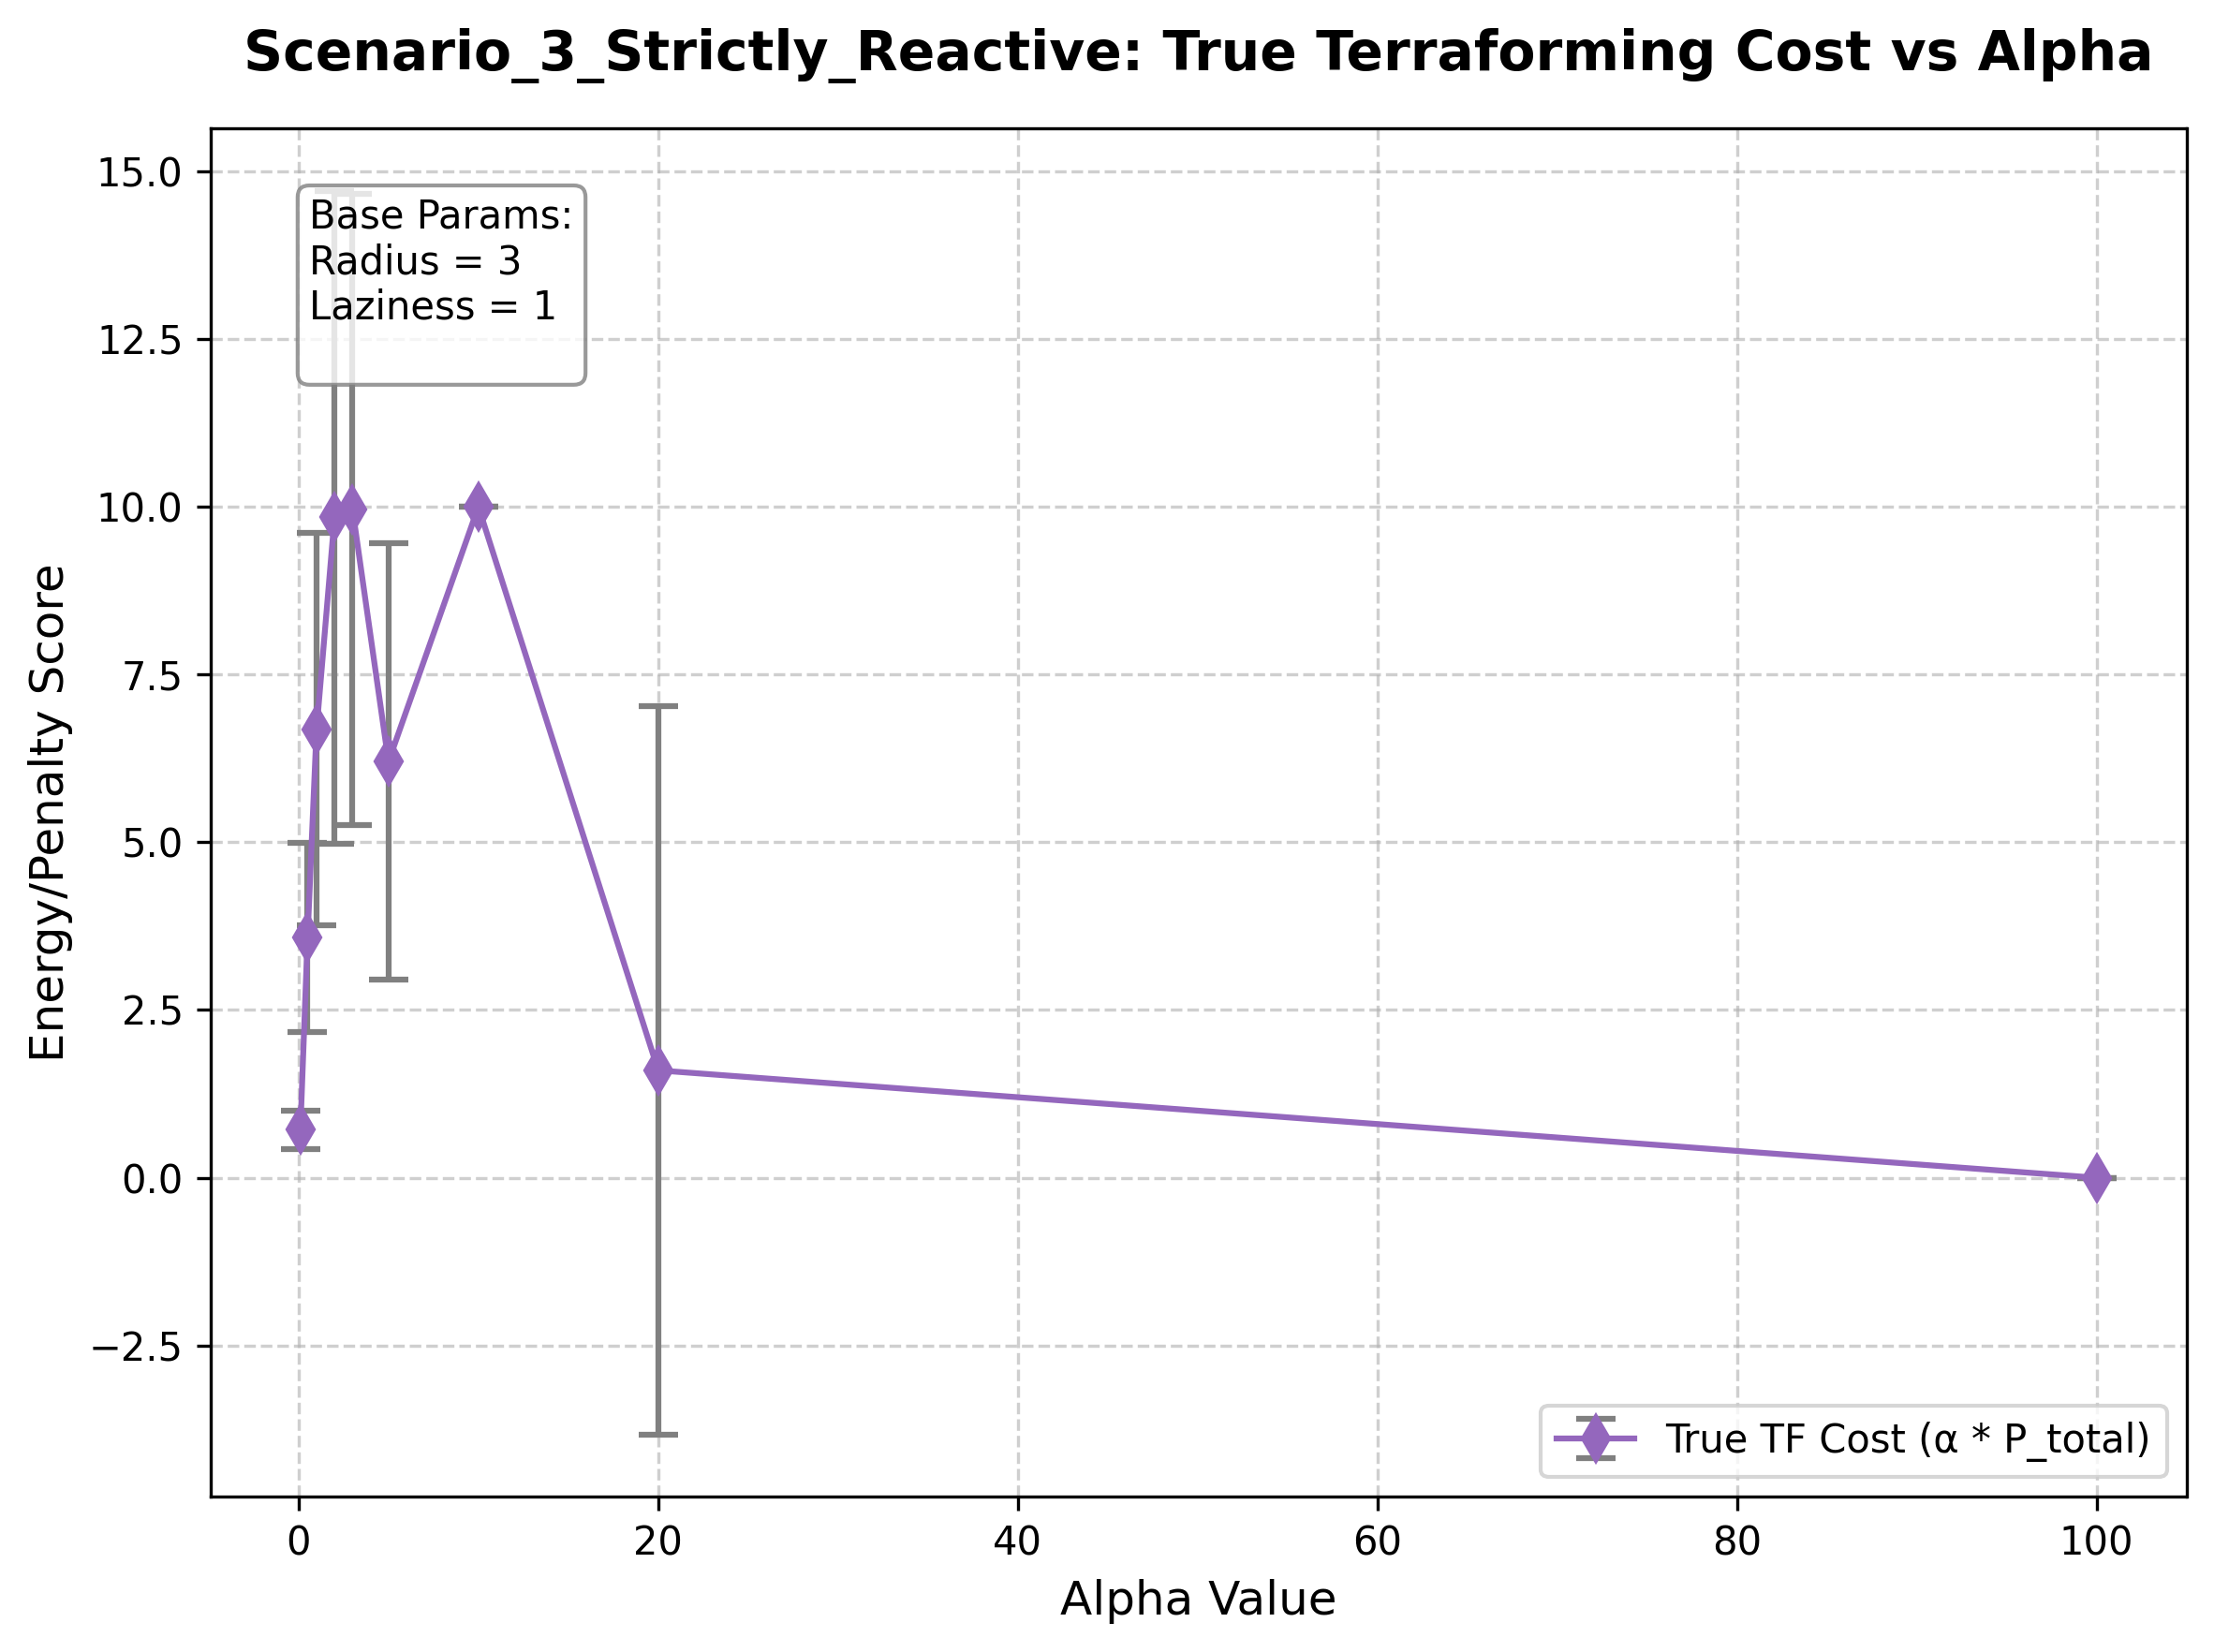 Scenario_3_Strictly_Reactive: True Terraforming Cost vs Alpha
Energy/Penalty Score
15.0
12.5
10.0
7.5
5.0
2.5
0.0
−2.5
Base Params:
Radius = 3
Laziness = 1
True TF Cost (α * P_total)
0
20
40
60
80
100
Alpha Value